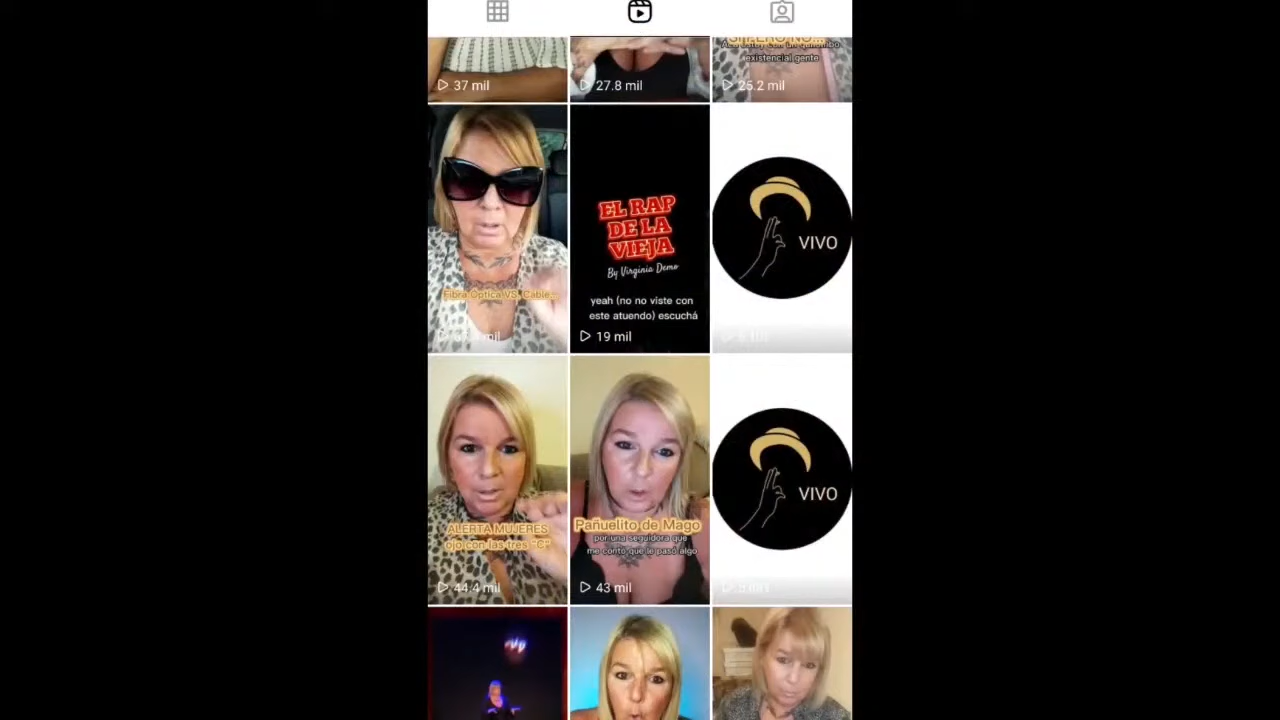 37 mil
27.8 mil
25.2 mil
existencial gente
Fibra Óptica VS. Cable...
EL RAP
DE LA
VIEJA
By Virginia Demo
yeah (no no viste con
este atuendo) escuchá
19 mil
VIVO
ALERTA MUJERES
ojo con las tres "C"
44.4 mil
Pañuelito de Mago
por una seguidora que
me contó que le pasó algo
43 mil
VIVO